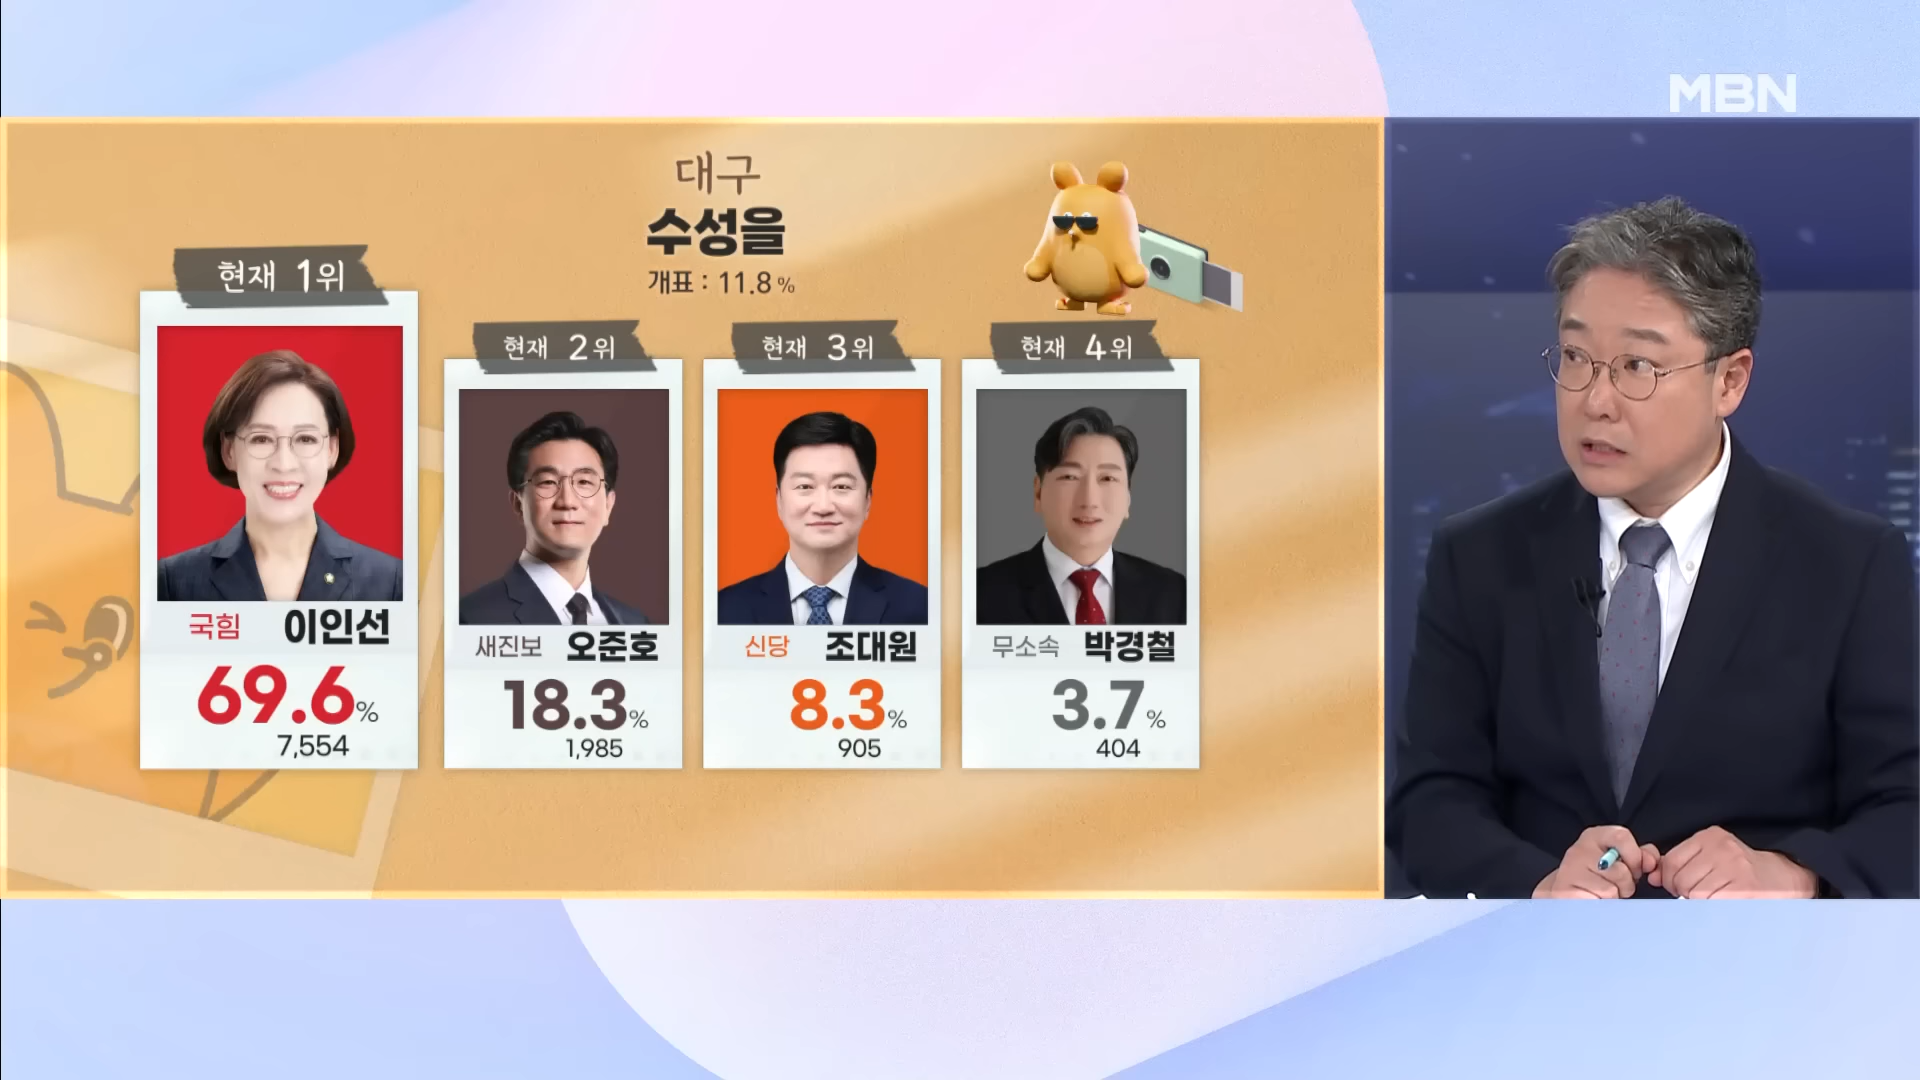 MBN
대구
수성을
개표 : 11.8 %
현재 1위
국힘 이인선
69.6%
7,554
현재 2위
새진보 오준호
18.3%
1,985
현재 3위
신당 조대원
8.3%
905
현재 4위
무소속 박경철
3.7%
404